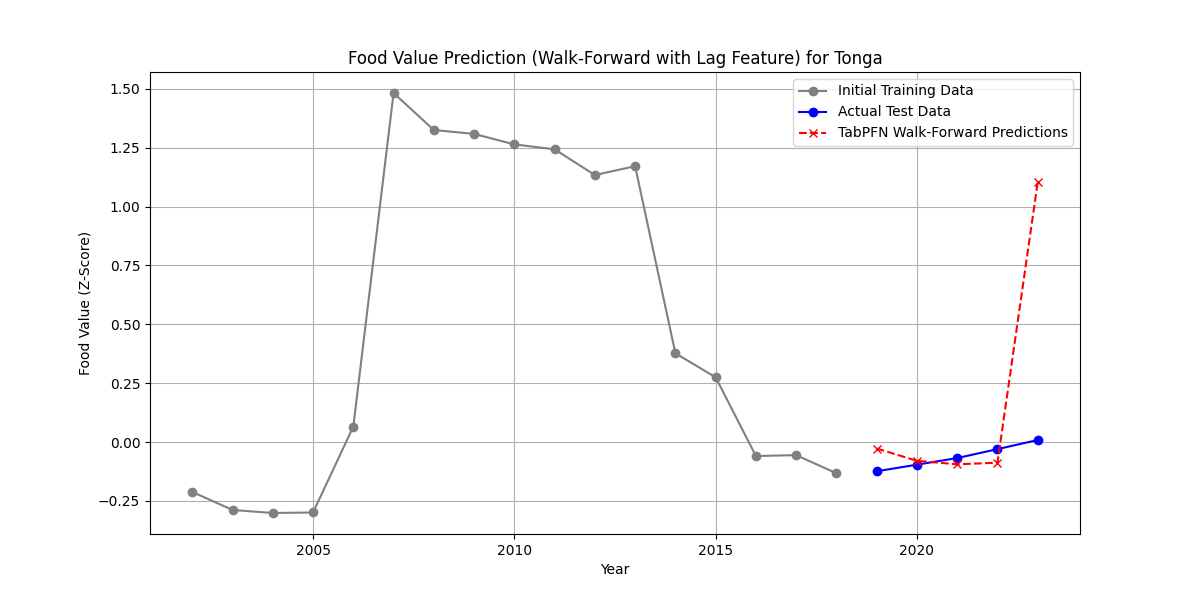 Food Value Prediction (Walk-Forward with Lag Feature) for Tonga
Initial Training Data
Actual Test Data
TabPFN Walk-Forward Predictions
Food Value (Z-Score)
1.50
1.25
1.00
0.75
0.50
0.25
0.00
−0.25
2005
2010
2015
2020
Year